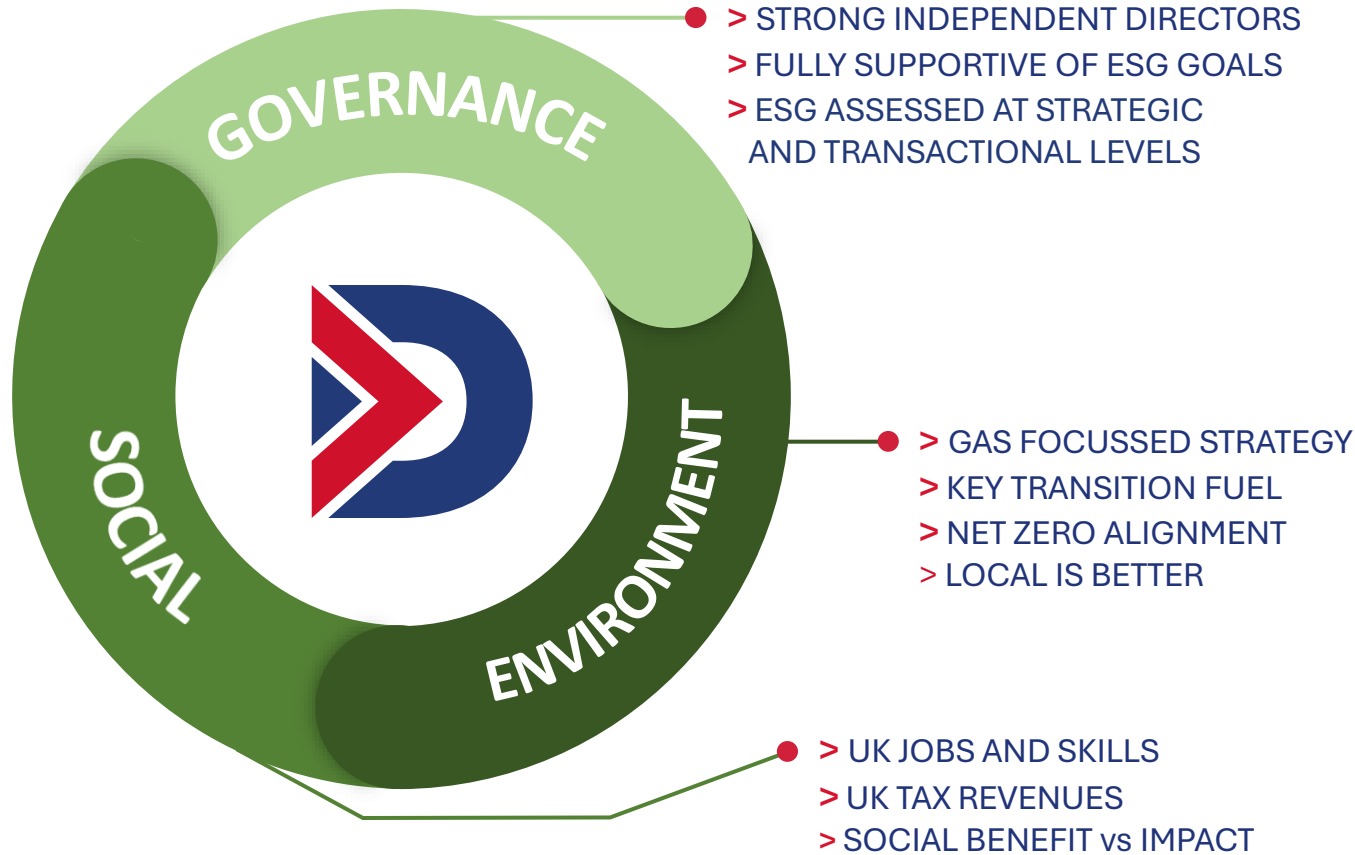 GOVERNANCE
> STRONG INDEPENDENT DIRECTORS
> FULLY SUPPORTIVE OF ESG GOALS
> ESG ASSESSED AT STRATEGIC
AND TRANSACTIONAL LEVELS
ENVIRONMENT
> GAS FOCUSSED STRATEGY
> KEY TRANSITION FUEL
> NET ZERO ALIGNMENT
> LOCAL IS BETTER
SOCIAL
> UK JOBS AND SKILLS
> UK TAX REVENUES
> SOCIAL BENEFIT vs IMPACT